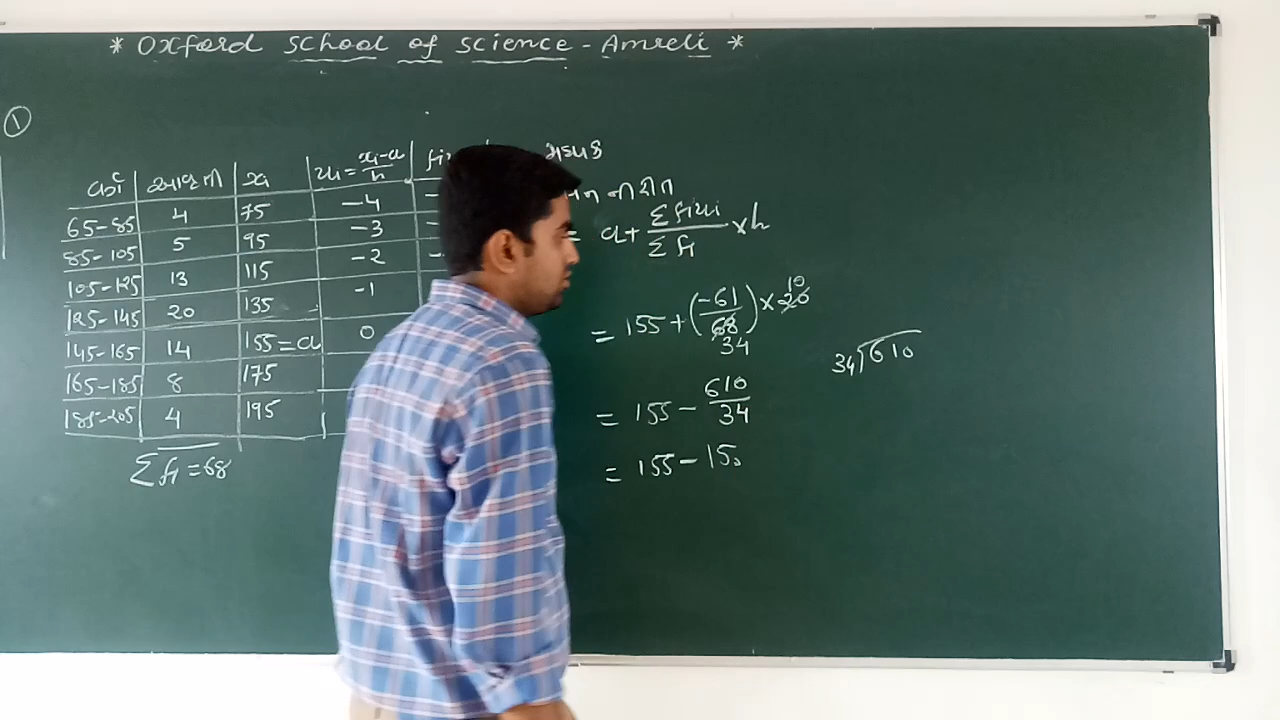 * Oxford School of Science - Amreli *
①
વર્ગ આવૃત્તિ xi ui = xi-a/h fiui મધ્યક
65-85 4 75 -4 -
85-105 5 95 -3 -
105-125 13 115 -2 -
125-145 20 135 -1
145-165 14 155=a 0
165-185 8 175
185-205 4 195
Σfi = 68
ની રીત
= a + Σfiui/Σfi × h
= 155 + (-61/68) × 20
10
34
34)610
= 155 - 610/34
= 155 - 15.